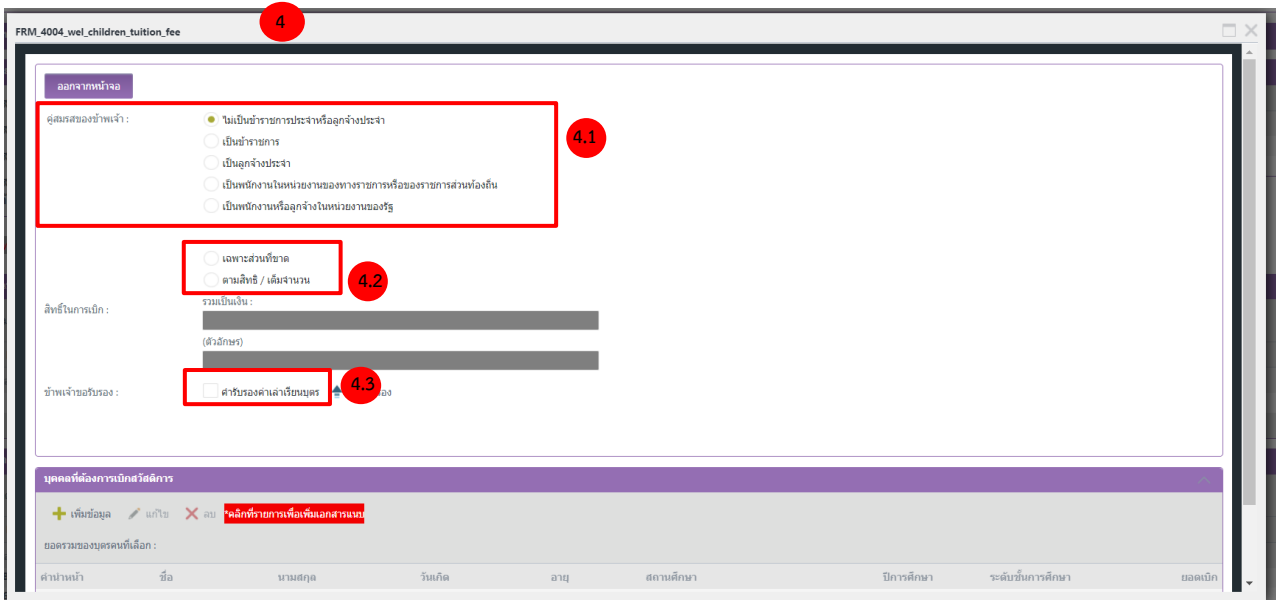 4
FRM_4004_wel_children_tuition_fee
ออกจากหน้าจอ
คู่สมรสของข้าพเจ้า :
ไม่เป็นข้าราชการประจำหรือลูกจ้างประจำ
4.1
เป็นข้าราชการ
เป็นลูกจ้างประจำ
เป็นพนักงานในหน่วยงานของทางราชการหรือของราชการส่วนท้องถิ่น
เป็นพนักงานหรือลูกจ้างในหน่วยงานของรัฐ
เฉพาะส่วนที่ขาด
ตามสิทธิ / เต็มจำนวน
4.2
สิทธิ์ในการเบิก :
รวมเป็นเงิน :
(ตัวอักษร)
ข้าพเจ้าขอรับรอง :
คำรับรองค่าเล่าเรียนบุตร
4.3
บุคคลที่ต้องการเบิกสวัสดิการ
เพิ่มข้อมูล แก้ไข ลบ *คลิกที่รายการเพื่อเพิ่มเอกสารแนบ
ยอดรวมของบุตรคนที่เลือก :
คำนำหน้า ชื่อ นามสกุล วันเกิด อายุ สถานศึกษา ปีการศึกษา ระดับชั้นการศึกษา ยอดเบิก